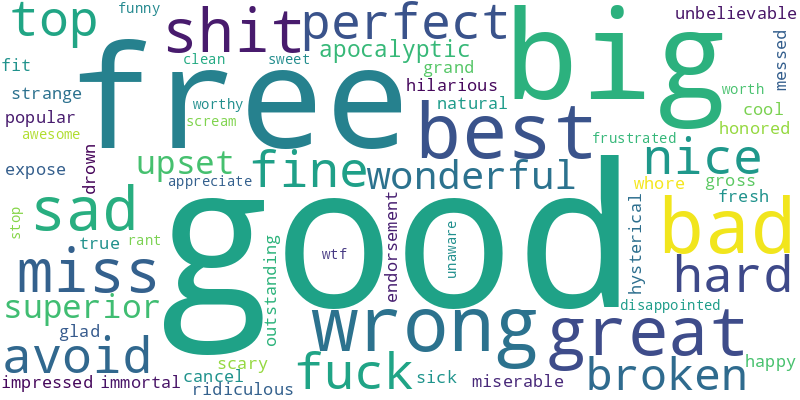 funny
unbelievable
top
shit
perfect
big
free
apocalyptic
messed
fit
clean
sweet
grand
hilarious
strange
worthy
natural
worth
popular
scream
best
cool
awesome
frustrated
honored
drown
upset
fine
wonderful
nice
expose
appreciate
whore
gross
fresh
sad
good
bad
stop
true
rant
outstanding
wtf
endorsement
unaware
hysterical
miss
hard
superior
wrong
great
disappointed
glad
avoid
scary
fuck
sick
miserable
broken
happy
impressed
immortal
cancel
ridiculous